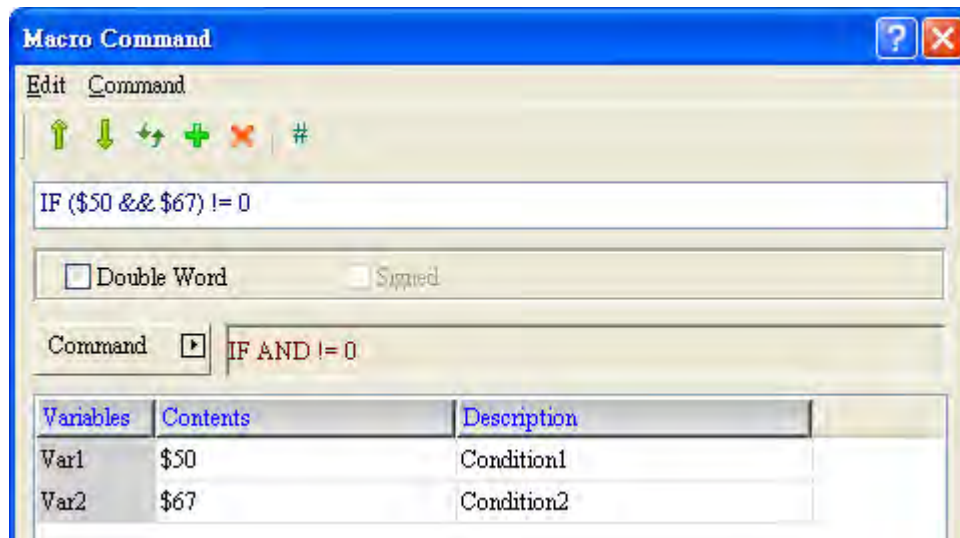 Macro Command
Edit Command
#
IF ($50 && $67) != 0
Double Word Signed
Command IF AND != 0
Variables Contents Description
Var1 $50 Condition1
Var2 $67 Condition2